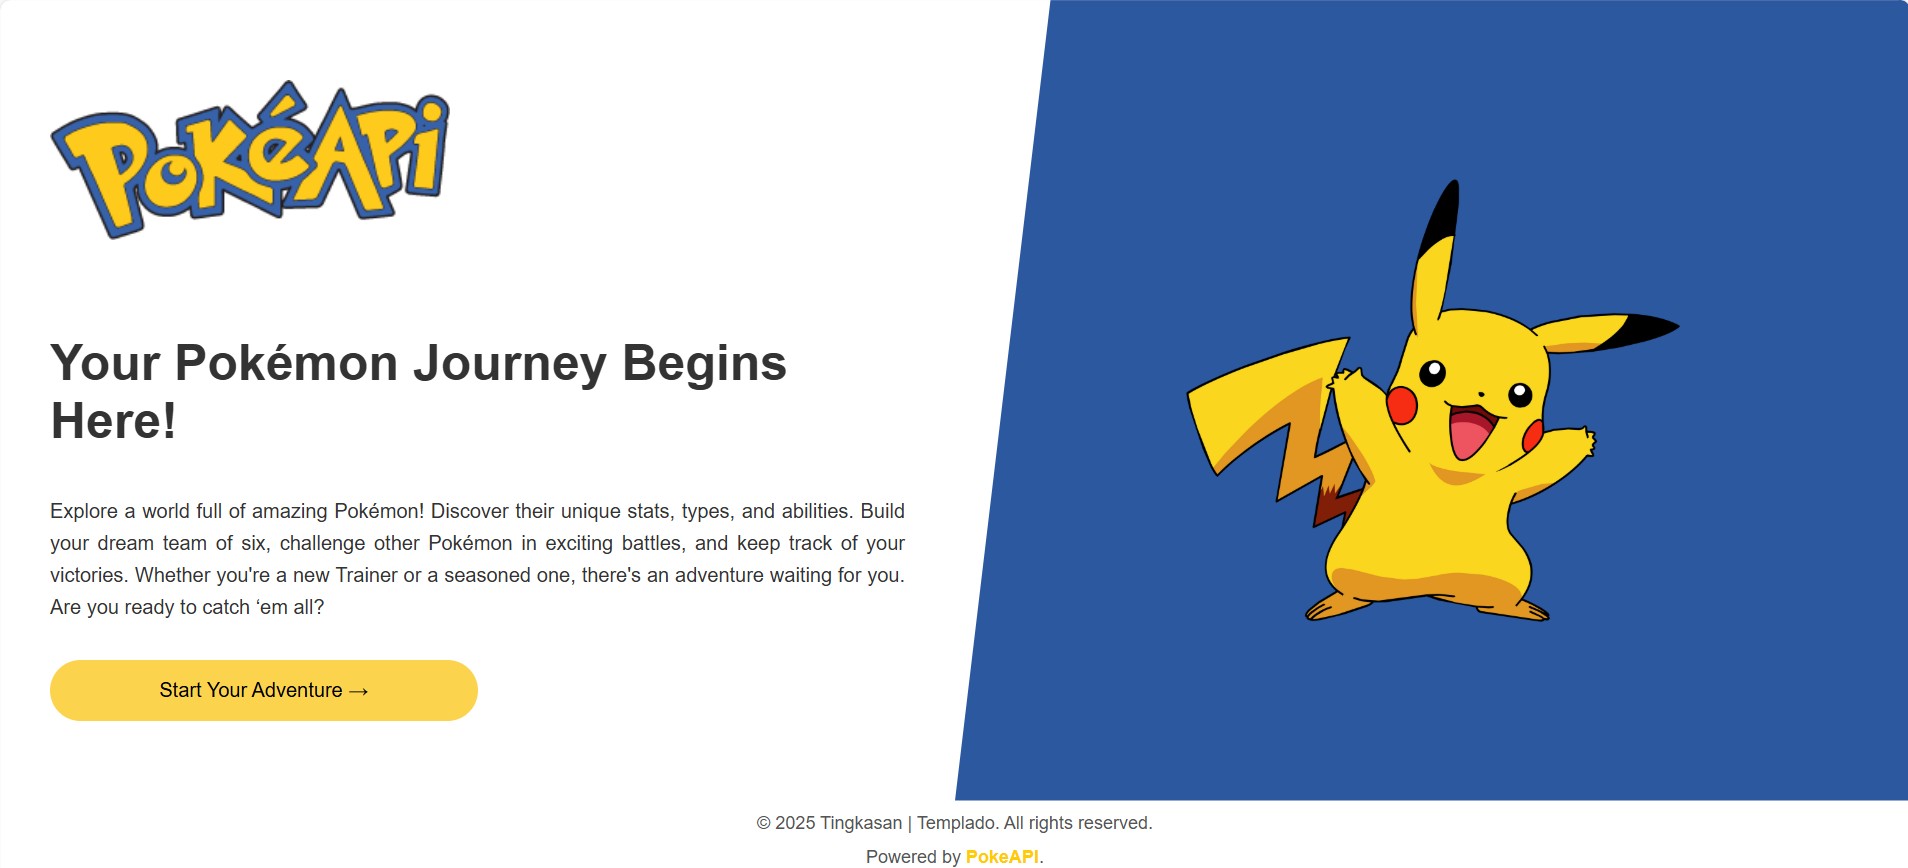 PokéAPi
Your Pokémon Journey Begins
Here!
Explore a world full of amazing Pokémon! Discover their unique stats, types, and abilities. Build
your dream team of six, challenge other Pokémon in exciting battles, and keep track of your
victories. Whether you're a new Trainer or a seasoned one, there's an adventure waiting for you.
Are you ready to catch ‘em all?
Start Your Adventure →
© 2025 Tingkasan | Templado. All rights reserved.
Powered by PokeAPI.